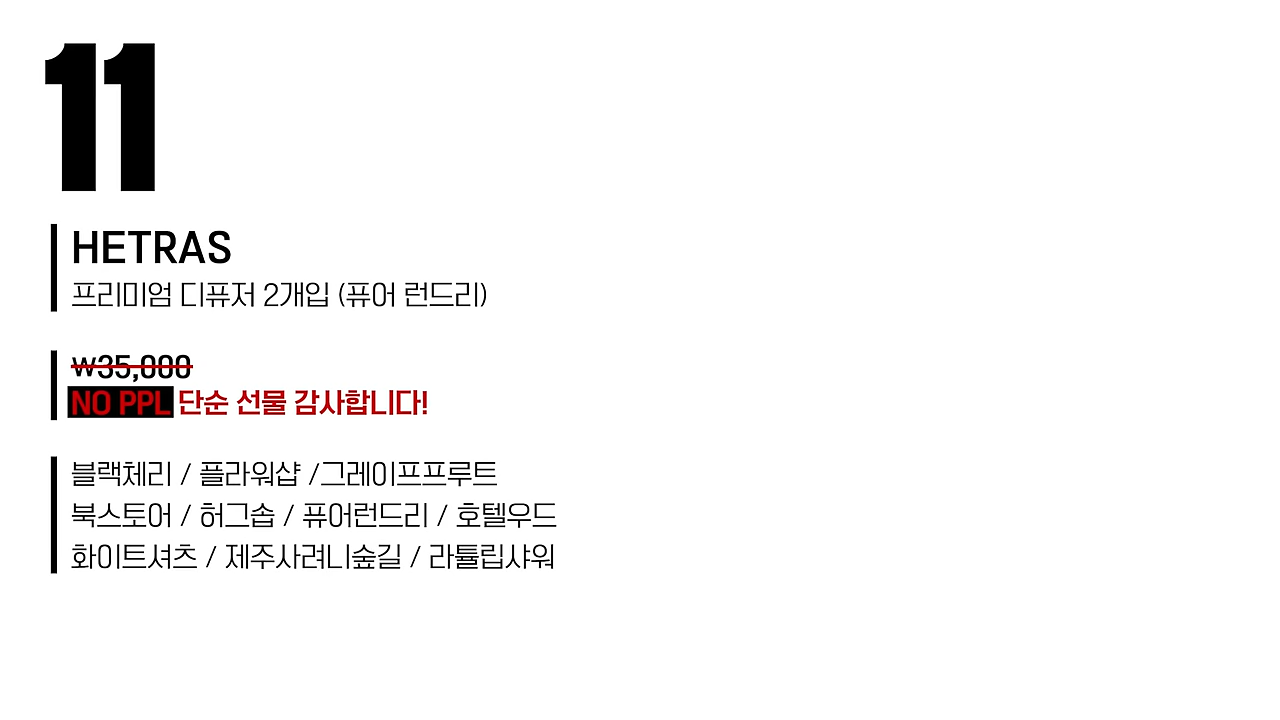 11
HETRAS
프리미엄 디퓨저 2개입 (퓨어 런드리)
₩35,000
NO PPL 단순 선물 감사합니다!
블랙체리 / 플라워샵 /그레이프프루트
북스토어 / 허그솝 / 퓨어런드리 / 호텔우드
화이트셔츠 / 제주사려니숲길 / 라튤립샤워